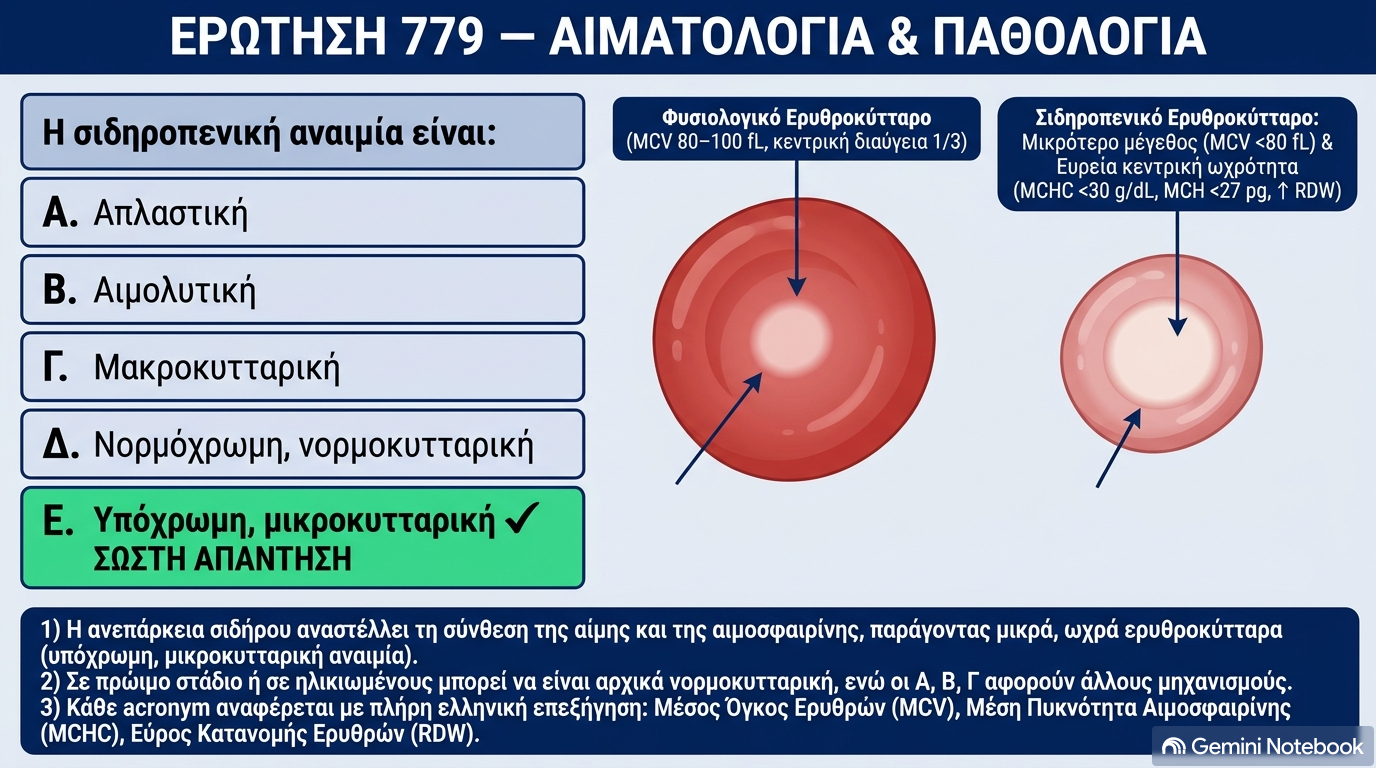 ΕΡΩΤΗΣΗ 779 — ΑΙΜΑΤΟΛΟΓΙΑ & ΠΑΘΟΛΟΓΙΑ
Η σιδηροπενική αναιμία είναι:
Α. Απλαστική
Β. Αιμολυτική
Γ. Μακροκυτταρική
Δ. Νορμόχρωμη, νορμοκυτταρική
Ε. Υπόχρωμη, μικροκυτταρική ✓
ΣΩΣΤΗ ΑΠΑΝΤΗΣΗ
Φυσιολογικό Ερυθροκύτταρο
(MCV 80–100 fL, κεντρική διαύγεια 1/3)
Σιδηροπενικό Ερυθροκύτταρο:
Μικρότερο μέγεθος (MCV <80 fL) &
Ευρεία κεντρική ωχρότητα
(MCHC <30 g/dL, MCH <27 pg, ↑ RDW)
1) Η ανεπάρκεια σιδήρου αναστέλλει τη σύνθεση της αίμης και της αιμοσφαιρίνης, παράγοντας μικρά, ωχρά ερυθροκύτταρα
(υπόχρωμη, μικροκυτταρική αναιμία).
2) Σε πρώιμο στάδιο ή σε ηλικιωμένους μπορεί να είναι αρχικά νορμοκυτταρική, ενώ οι Α, Β, Γ αφορούν άλλους μηχανισμούς.
3) Κάθε acronym αναφέρεται με πλήρη ελληνική επεξήγηση: Μέσος Όγκος Ερυθρών (MCV), Μέση Πυκνότητα Αιμοσφαιρίνης
(MCHC), Εύρος Κατανομής Ερυθρών (RDW).
Gemini Notebook